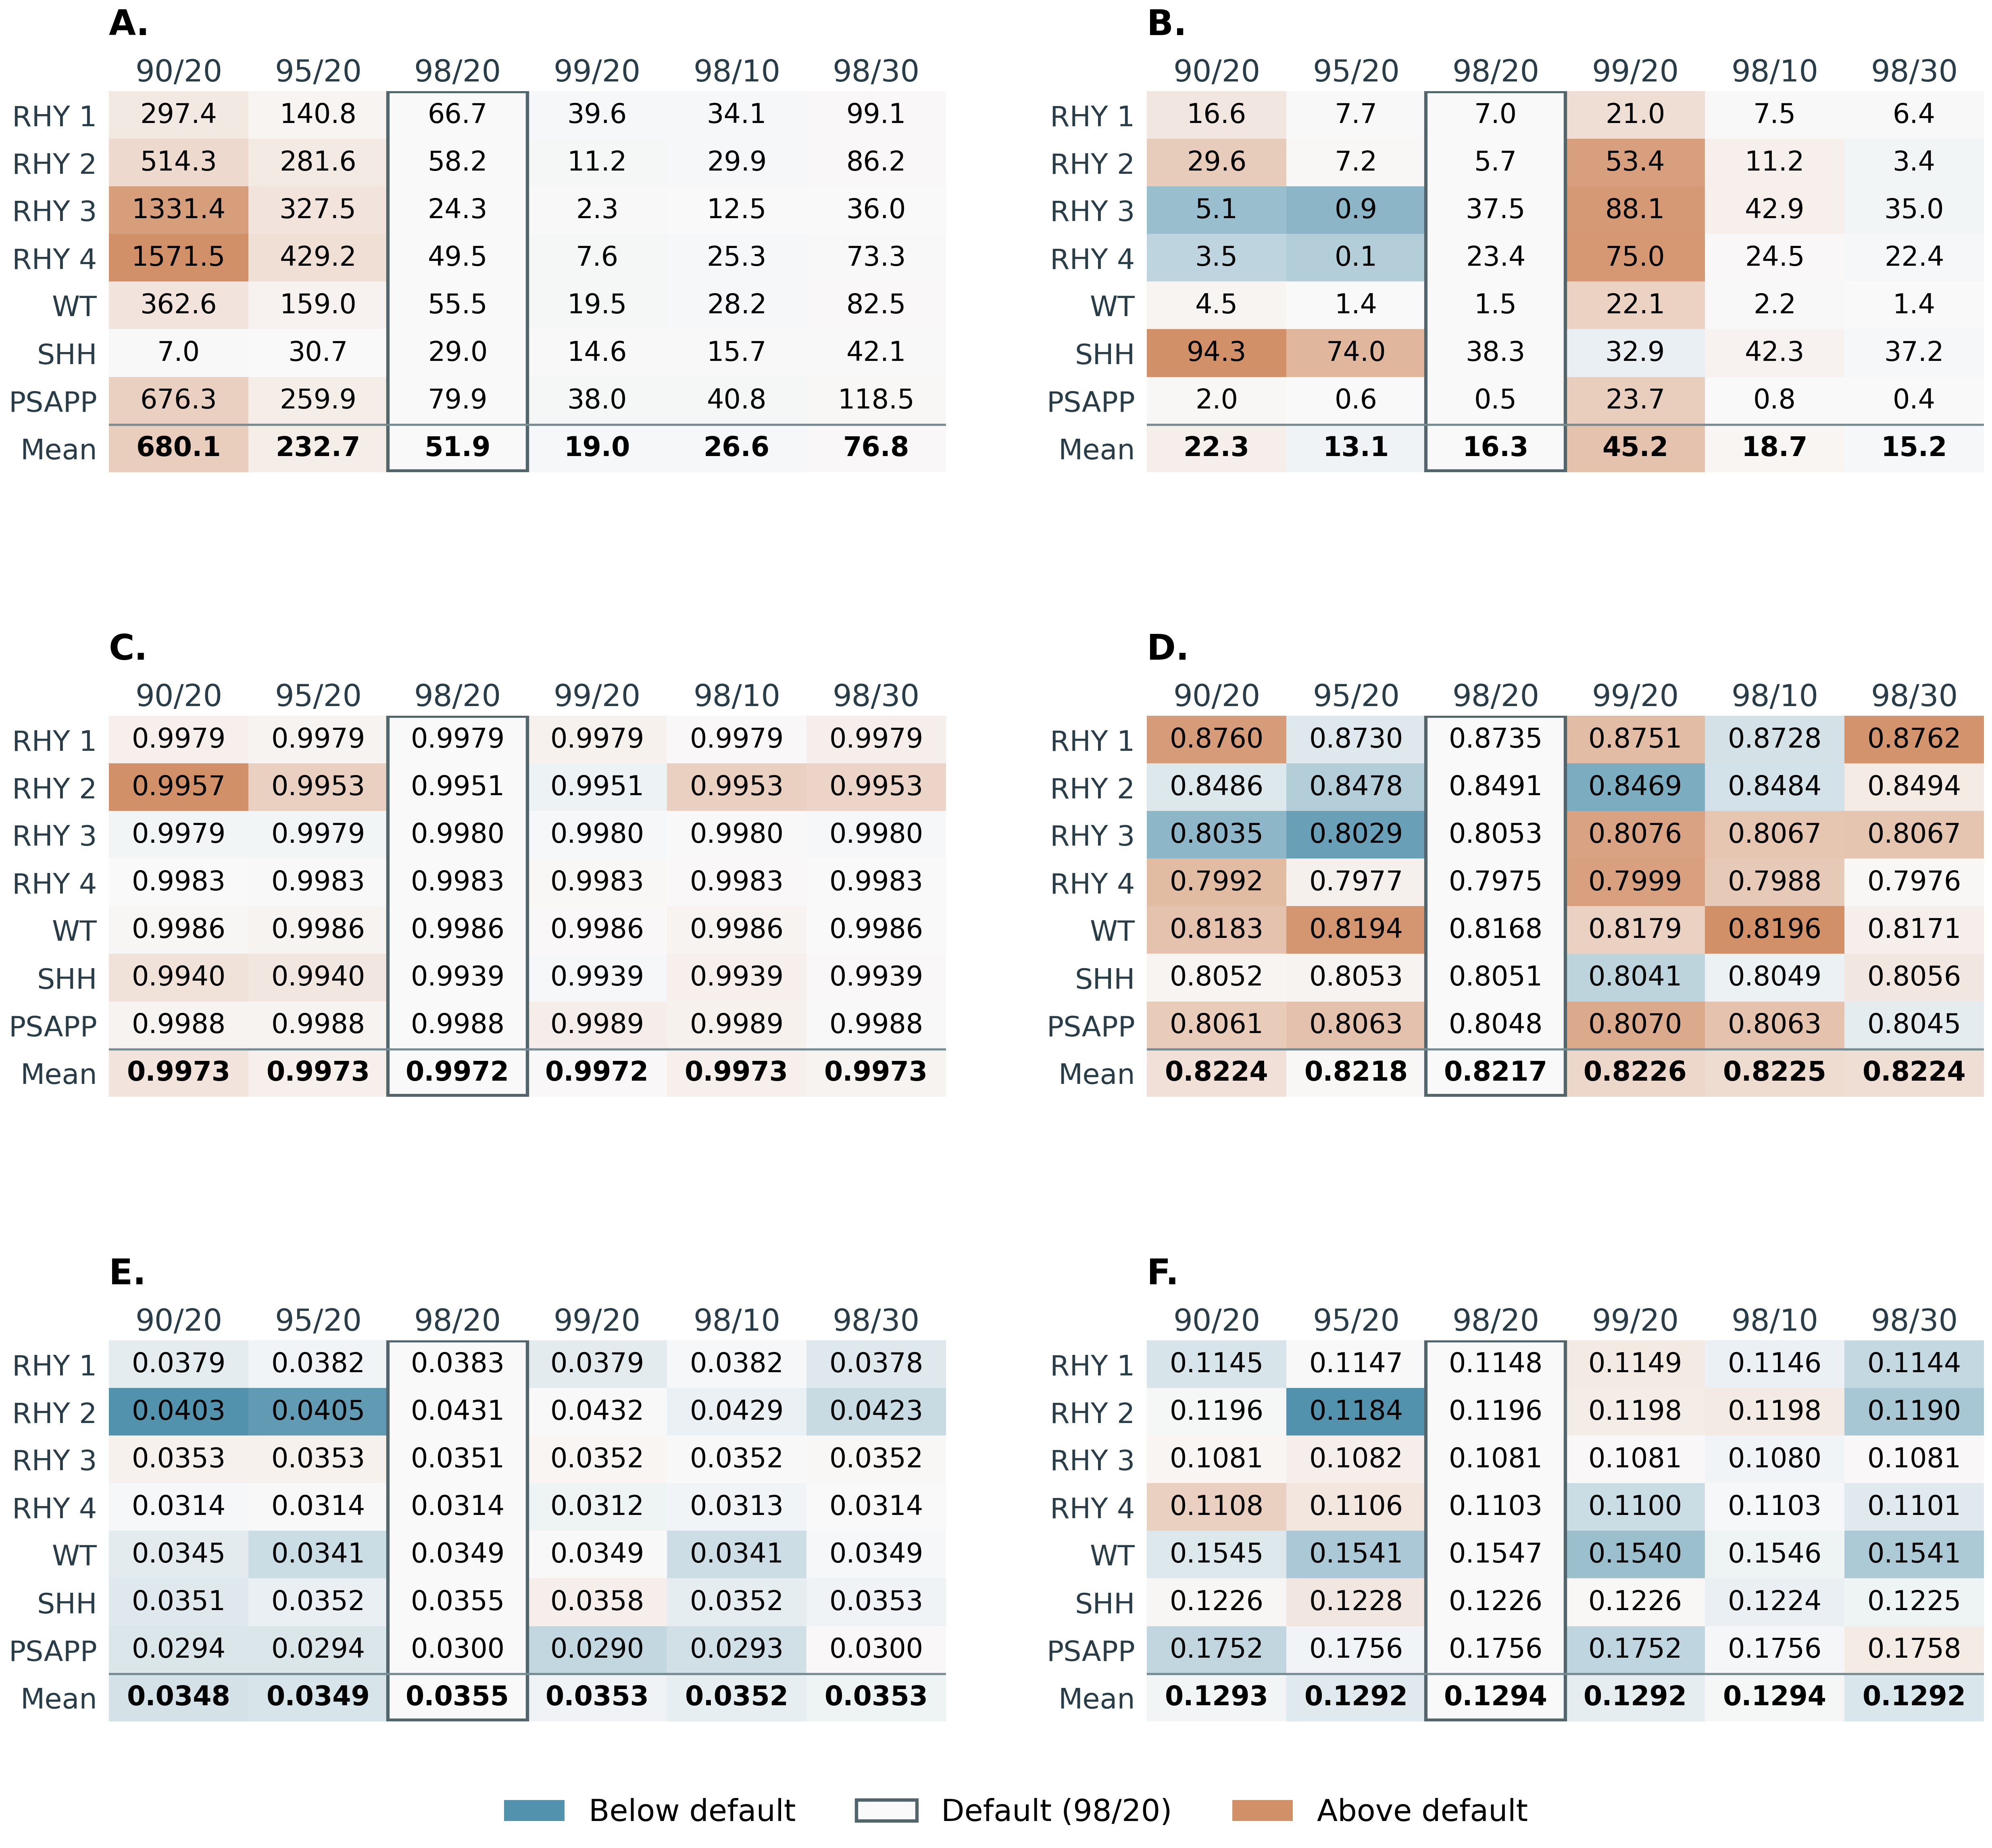 A.
90/20 95/20 98/20 99/20 98/10 98/30
RHY 1 297.4 140.8 66.7 39.6 34.1 99.1
RHY 2 514.3 281.6 58.2 11.2 29.9 86.2
RHY 3 1331.4 327.5 24.3 2.3 12.5 36.0
RHY 4 1571.5 429.2 49.5 7.6 25.3 73.3
WT 362.6 159.0 55.5 19.5 28.2 82.5
SHH 7.0 30.7 29.0 14.6 15.7 42.1
PSAPP 676.3 259.9 79.9 38.0 40.8 118.5
Mean 680.1 232.7 51.9 19.0 26.6 76.8
B.
90/20 95/20 98/20 99/20 98/10 98/30
RHY 1 16.6 7.7 7.0 21.0 7.5 6.4
RHY 2 29.6 7.2 5.7 53.4 11.2 3.4
RHY 3 5.1 0.9 37.5 88.1 42.9 35.0
RHY 4 3.5 0.1 23.4 75.0 24.5 22.4
WT 4.5 1.4 1.5 22.1 2.2 1.4
SHH 94.3 74.0 38.3 32.9 42.3 37.2
PSAPP 2.0 0.6 0.5 23.7 0.8 0.4
Mean 22.3 13.1 16.3 45.2 18.7 15.2
C.
90/20 95/20 98/20 99/20 98/10 98/30
RHY 1 0.9979 0.9979 0.9979 0.9979 0.9979 0.9979
RHY 2 0.9957 0.9953 0.9951 0.9951 0.9953 0.9953
RHY 3 0.9979 0.9979 0.9980 0.9980 0.9980 0.9980
RHY 4 0.9983 0.9983 0.9983 0.9983 0.9983 0.9983
WT 0.9986 0.9986 0.9986 0.9986 0.9986 0.9986
SHH 0.9940 0.9940 0.9939 0.9939 0.9939 0.9939
PSAPP 0.9988 0.9988 0.9988 0.9989 0.9989 0.9988
Mean 0.9973 0.9973 0.9972 0.9972 0.9973 0.9973
D.
90/20 95/20 98/20 99/20 98/10 98/30
RHY 1 0.8760 0.8730 0.8735 0.8751 0.8728 0.8762
RHY 2 0.8486 0.8478 0.8491 0.8469 0.8484 0.8494
RHY 3 0.8035 0.8029 0.8053 0.8076 0.8067 0.8067
RHY 4 0.7992 0.7977 0.7975 0.7999 0.7988 0.7976
WT 0.8183 0.8194 0.8168 0.8179 0.8196 0.8171
SHH 0.8052 0.8053 0.8051 0.8041 0.8049 0.8056
PSAPP 0.8061 0.8063 0.8048 0.8070 0.8063 0.8045
Mean 0.8224 0.8218 0.8217 0.8226 0.8225 0.8224
E.
90/20 95/20 98/20 99/20 98/10 98/30
RHY 1 0.0379 0.0382 0.0383 0.0379 0.0382 0.0378
RHY 2 0.0403 0.0405 0.0431 0.0432 0.0429 0.0423
RHY 3 0.0353 0.0353 0.0351 0.0352 0.0352 0.0352
RHY 4 0.0314 0.0314 0.0314 0.0312 0.0313 0.0314
WT 0.0345 0.0341 0.0349 0.0349 0.0341 0.0349
SHH 0.0351 0.0352 0.0355 0.0358 0.0352 0.0353
PSAPP 0.0294 0.0294 0.0300 0.0290 0.0293 0.0300
Mean 0.0348 0.0349 0.0355 0.0353 0.0352 0.0353
F.
90/20 95/20 98/20 99/20 98/10 98/30
RHY 1 0.1145 0.1147 0.1148 0.1149 0.1146 0.1144
RHY 2 0.1196 0.1184 0.1196 0.1198 0.1198 0.1190
RHY 3 0.1081 0.1082 0.1081 0.1081 0.1080 0.1081
RHY 4 0.1108 0.1106 0.1103 0.1100 0.1103 0.1101
WT 0.1545 0.1541 0.1547 0.1540 0.1546 0.1541
SHH 0.1226 0.1228 0.1226 0.1226 0.1224 0.1225
PSAPP 0.1752 0.1756 0.1756 0.1752 0.1756 0.1758
Mean 0.1293 0.1292 0.1294 0.1292 0.1294 0.1292
Below default Default (98/20) Above default